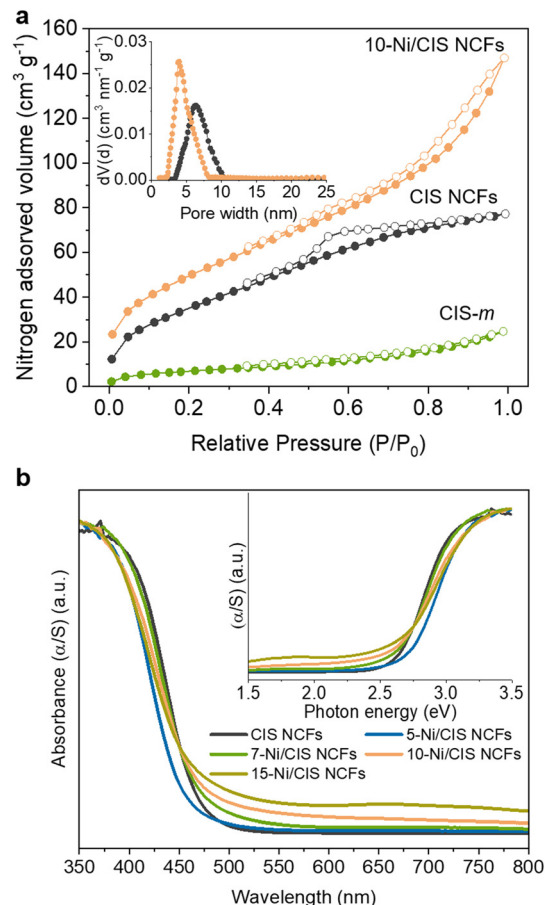 a
160
140
120
100
80
60
40
20
0
Nitrogen adsorved volume (cm³ g⁻¹)
0.03
0.02
0.01
0.00
dV(d) (cm³ nm⁻¹ g⁻¹)
0 5 10 15 20 25
Pore width (nm)
10-Ni/CIS NCFs
CIS NCFs
CIS-m
0.0 0.2 0.4 0.6 0.8 1.0
Relative Pressure (P/P₀)
b
Absorbance (α/S) (a.u.)
(α/S) (a.u.)
1.5 2.0 2.5 3.0 3.5
Photon energy (eV)
CIS NCFs 5-Ni/CIS NCFs
7-Ni/CIS NCFs 10-Ni/CIS NCFs
15-Ni/CIS NCFs
350 400 450 500 550 600 650 700 750 800
Wavelength (nm)